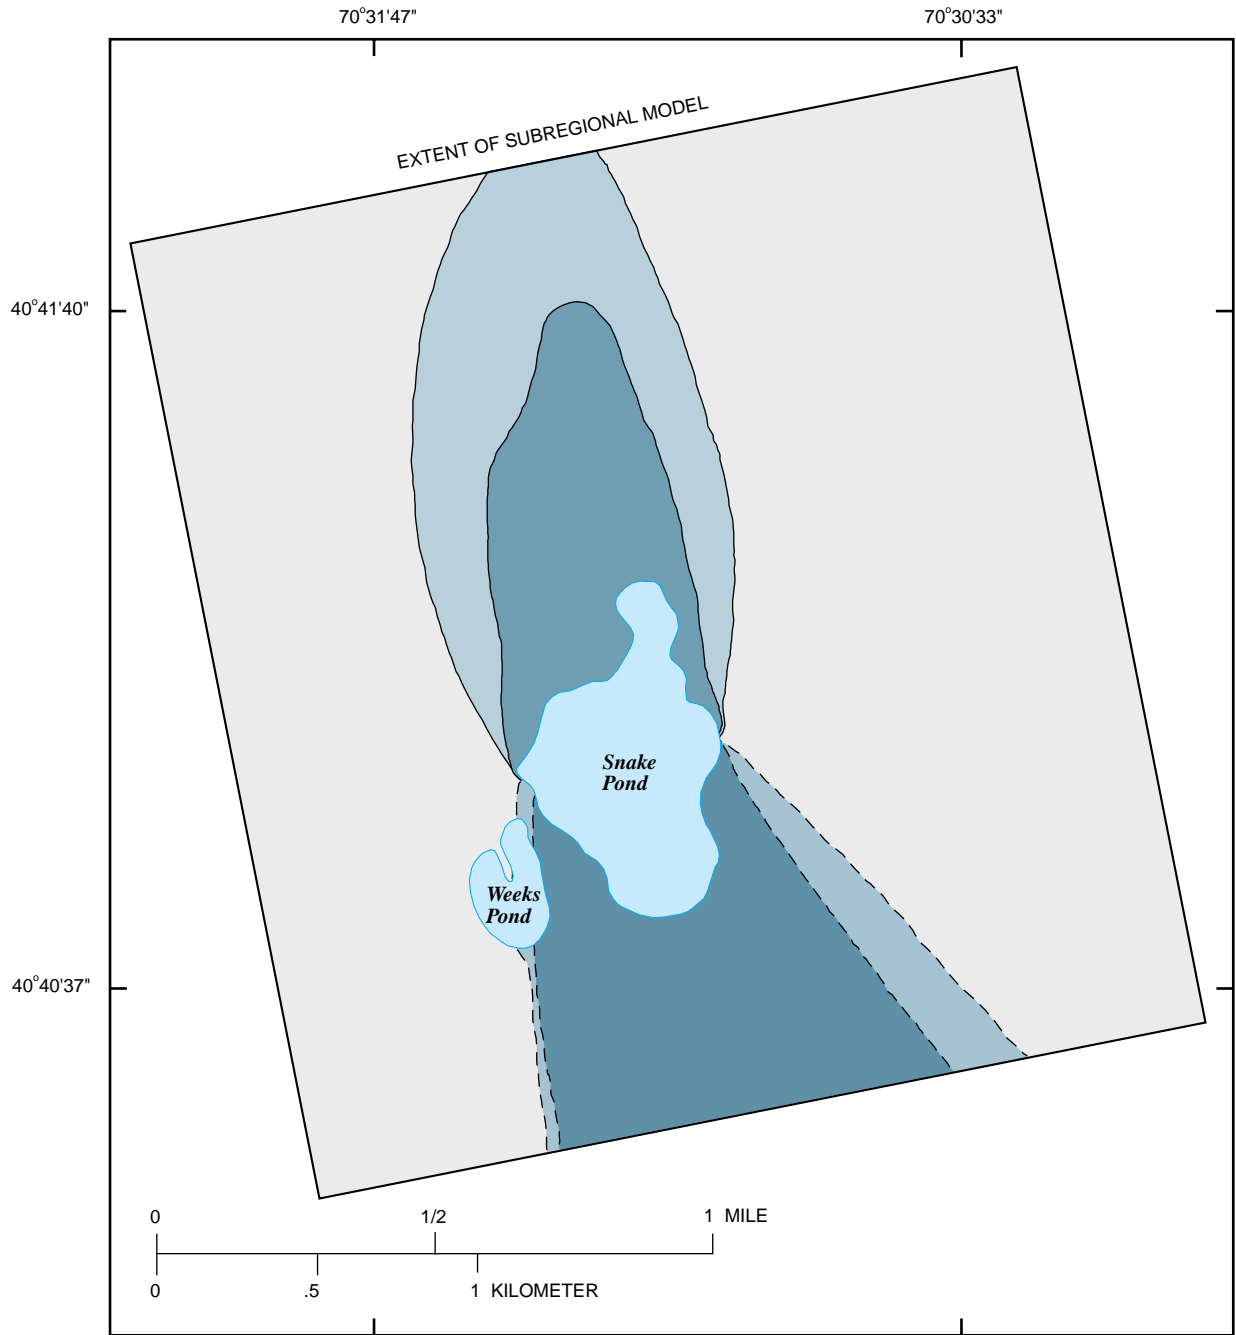 70°31'47"
70°30'33"
EXTENT OF SUBREGIONAL MODEL
40°41'40"
Snake
Pond
Weeks
Pond
40°40'37"
0
1/2
1 MILE
0
.5
1 KILOMETER